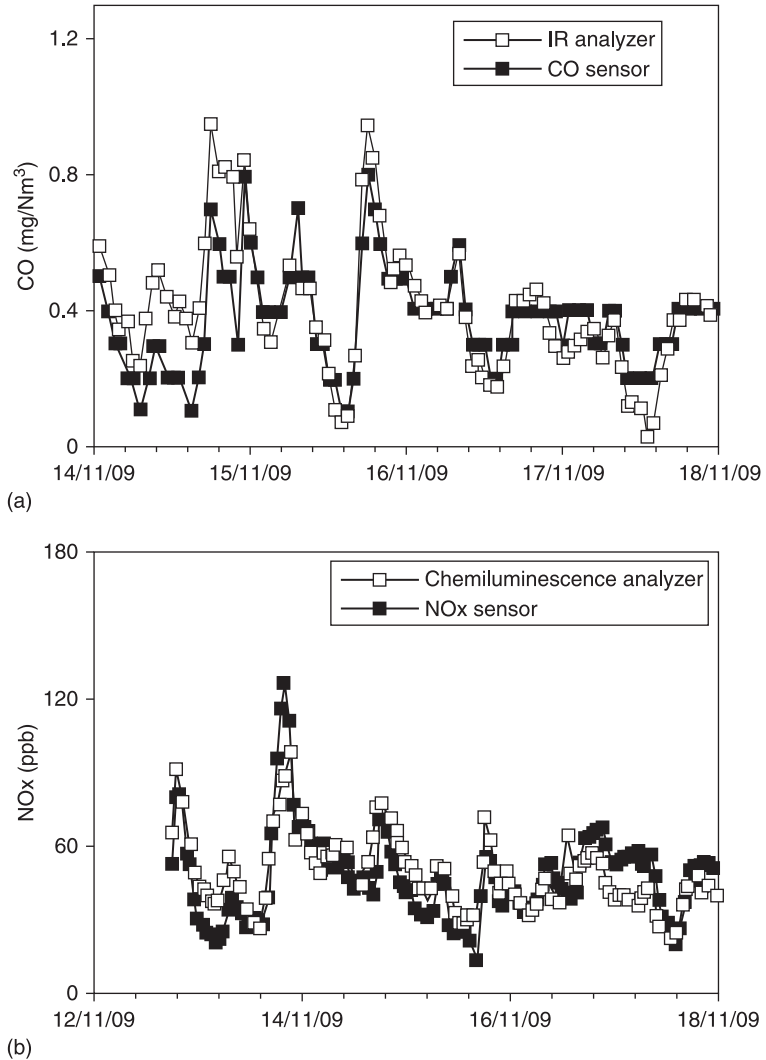 1.2
IR analyzer
CO sensor
0.8
CO (mg/Nm³)
0.4
0
14/11/09 15/11/09 16/11/09 17/11/09 18/11/09
(a)
180
Chemiluminescence analyzer
NOx sensor
120
NOx (ppb)
60
0
12/11/09 14/11/09 16/11/09 18/11/09
(b)